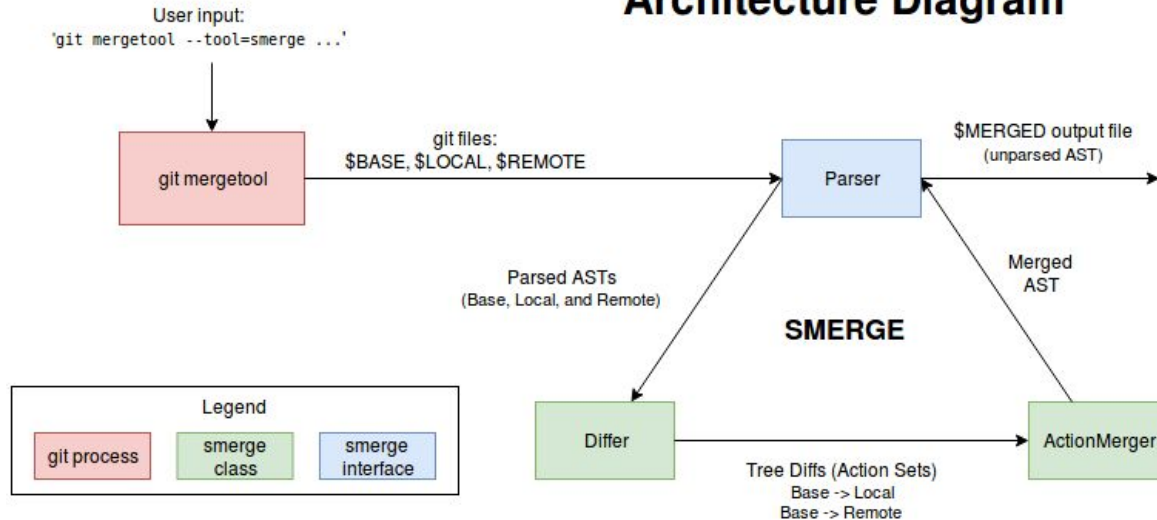 Architecture Diagram
User input:
'git mergetool --tool=smerge ...'
git mergetool
git files:
$BASE, $LOCAL, $REMOTE
Parser
$MERGED output file
(unparsed AST)
Parsed ASTs
(Base, Local, and Remote)
Merged
AST
SMERGE
Differ
ActionMerger
Tree Diffs (Action Sets)
Base -> Local
Base -> Remote
Legend
git process
smerge
class
smerge
interface